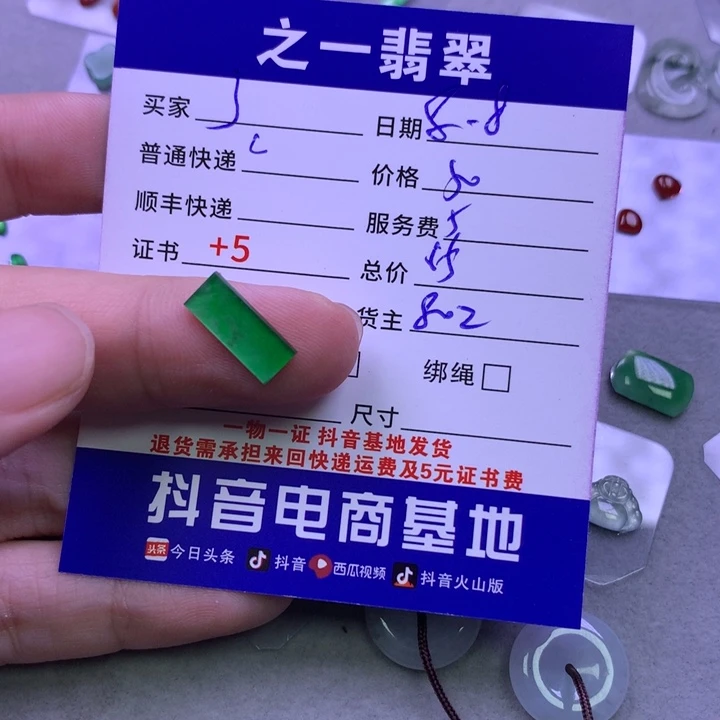 之一翡翠
买家 日期 8-8
普通快递 价格
顺丰快递 服务费 5
证书 +5 总价
货主 802
绑绳
尺寸
一物一证 抖音基地发货
退货需承担来回快递运费及5元证书费
抖音电商基地
头条 今日头条 抖音 西瓜视频 抖音火山版